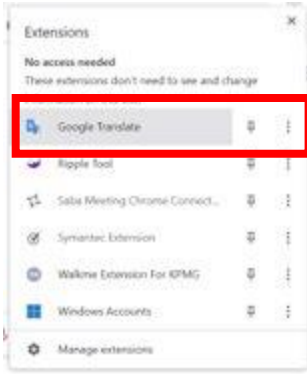 Extensions
No access needed
These extensions don't need to see and change
Google Translate
Ripple Tool
Saba Meeting Chrome Connect...
Symantec Extension
Walkme Extension For KPMG
Windows Accounts
Manage extensions